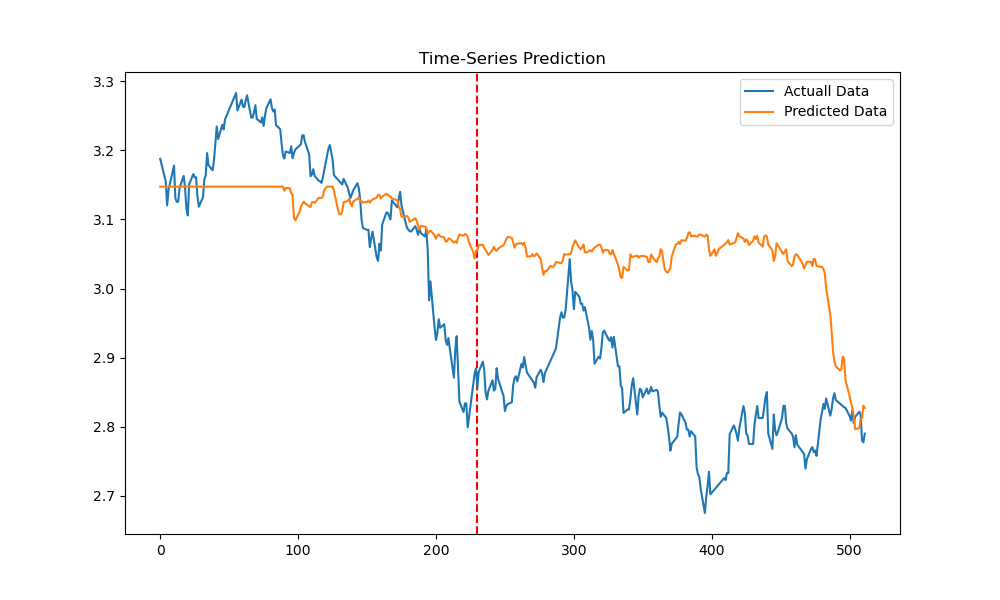 Time-Series Prediction
Actuall Data
Predicted Data
3.3
3.2
3.1
3.0
2.9
2.8
2.7
0 100 200 300 400 500